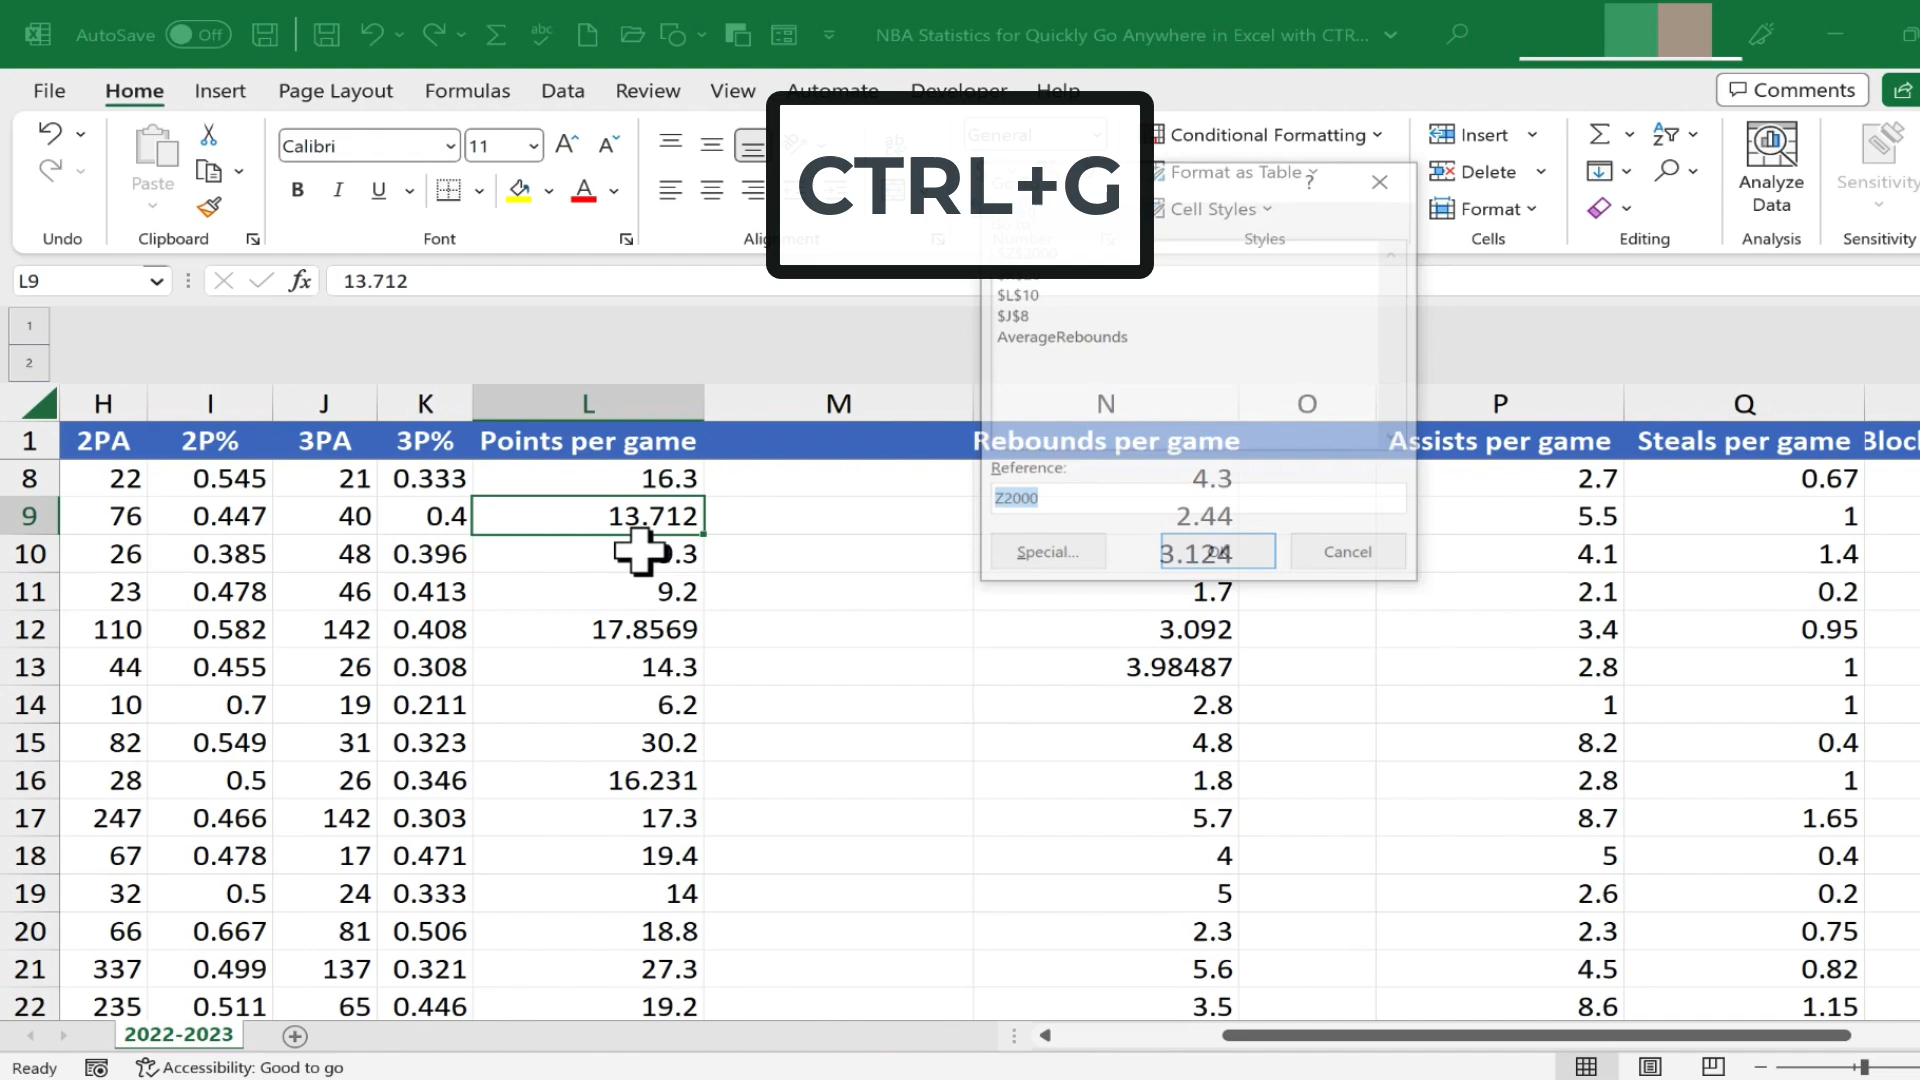 AutoSave Off NBA Statistics for Quickly Go Anywhere in Excel with CTR...
File Home Insert Page Layout Formulas Data Review View Automate Developer Help Comments
CTRL+G
Calibri 11 General Conditional Formatting Insert
Paste Format as Table ? Delete Analyze Data Sensitivity
B I U A Cell Styles Format
Undo Clipboard Font Alignment Number Styles Cells Editing Analysis Sensitivity
L9 fx 13.712
$Z$2000
$L$10
$J$8
AverageRebounds
1
2
H I J K L M N O P Q
1 2PA 2P% 3PA 3P% Points per game Rebounds per game Assists per game Steals per game Bloc
Reference:
Z2000
Special... OK Cancel
8 22 0.545 21 0.333 16.3 4.3 2.7 0.67
9 76 0.447 40 0.4 13.712 2.44 5.5 1
10 26 0.385 48 0.396 .3 3.124 4.1 1.4
11 23 0.478 46 0.413 9.2 1.7 2.1 0.2
12 110 0.582 142 0.408 17.8569 3.092 3.4 0.95
13 44 0.455 26 0.308 14.3 3.98487 2.8 1
14 10 0.7 19 0.211 6.2 2.8 1 1
15 82 0.549 31 0.323 30.2 4.8 8.2 0.4
16 28 0.5 26 0.346 16.231 1.8 2.8 1
17 247 0.466 142 0.303 17.3 5.7 8.7 1.65
18 67 0.478 17 0.471 19.4 4 5 0.4
19 32 0.5 24 0.333 14 5 2.6 0.2
20 66 0.667 81 0.506 18.8 2.3 2.3 0.75
21 337 0.499 137 0.321 27.3 5.6 4.5 0.82
22 235 0.511 65 0.446 19.2 3.5 8.6 1.15
2022-2023
Ready Accessibility: Good to go